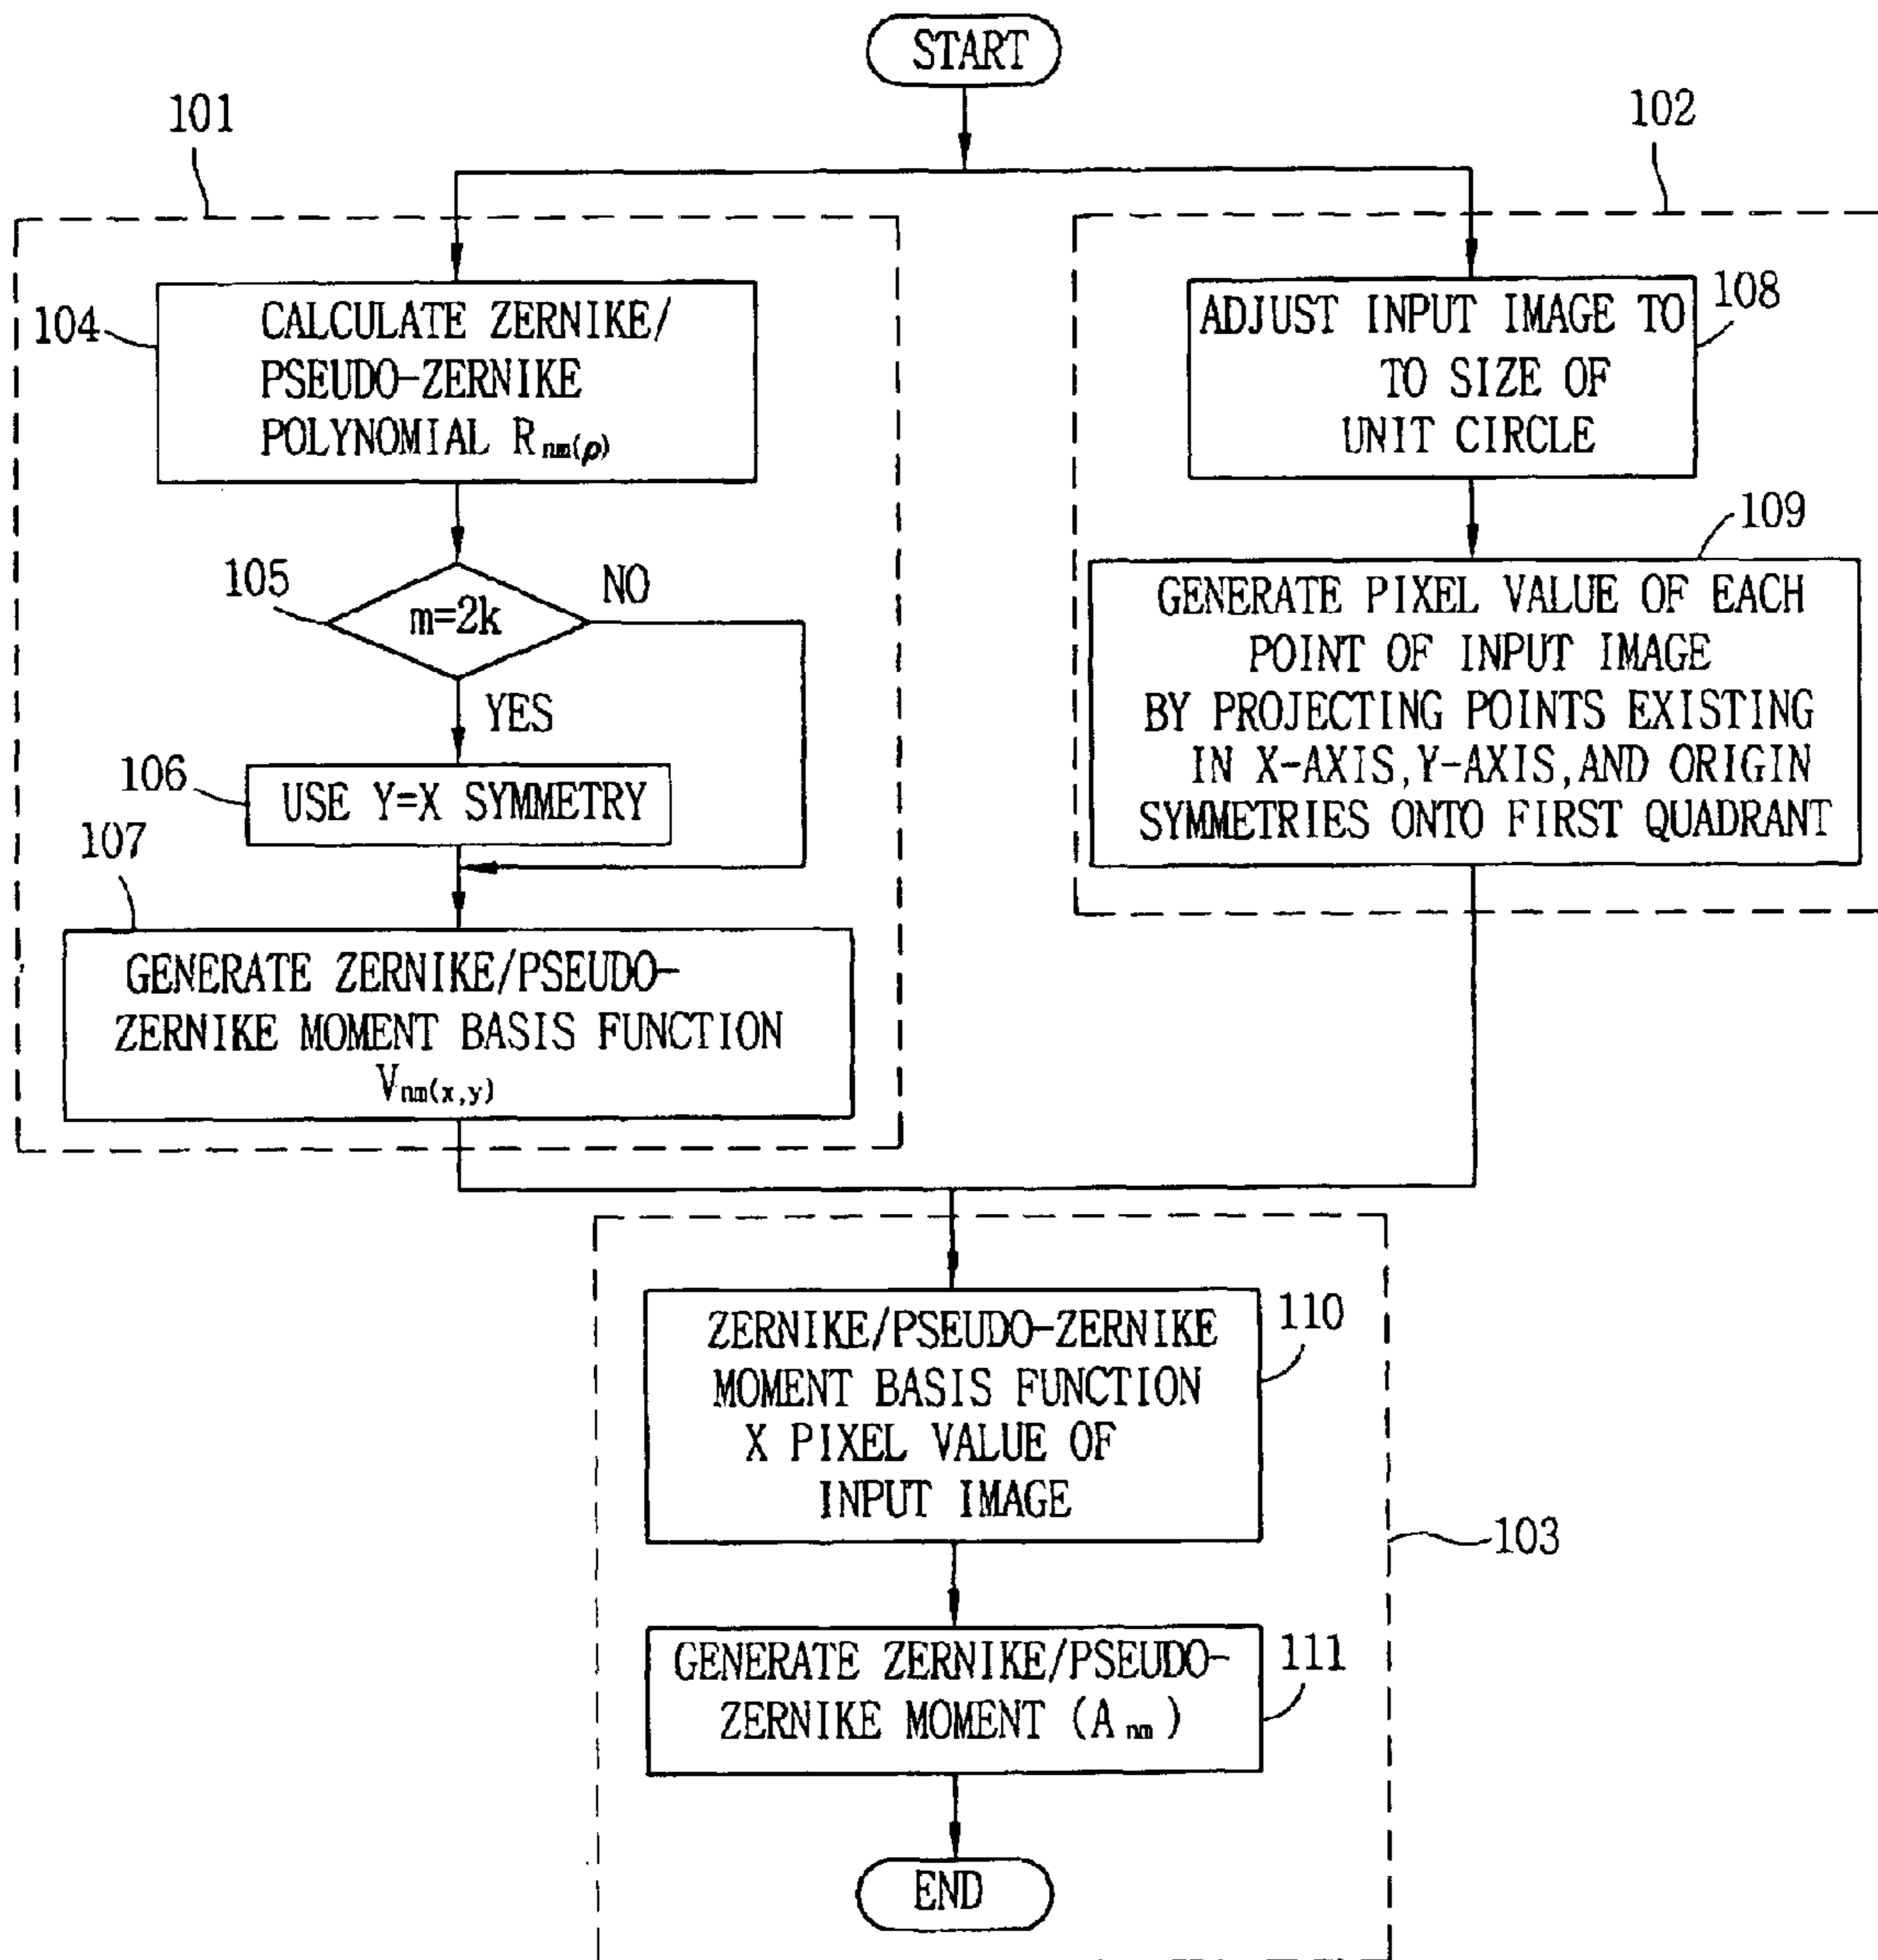 START
101
102
104
CALCULATE ZERNIKE/
PSEUDO-ZERNIKE
POLYNOMIAL Rnm(ρ)
105
m=2k
NO
YES
106
USE Y=X SYMMETRY
107
GENERATE ZERNIKE/PSEUDO-
ZERNIKE MOMENT BASIS FUNCTION
Vnm(x,y)
108
ADJUST INPUT IMAGE TO
TO SIZE OF
UNIT CIRCLE
109
GENERATE PIXEL VALUE OF EACH
POINT OF INPUT IMAGE
BY PROJECTING POINTS EXISTING
IN X-AXIS,Y-AXIS,AND ORIGIN
SYMMETRIES ONTO FIRST QUADRANT
110
ZERNIKE/PSEUDO-ZERNIKE
MOMENT BASIS FUNCTION
X PIXEL VALUE OF
INPUT IMAGE
103
111
GENERATE ZERNIKE/PSEUDO-
ZERNIKE MOMENT (Anm)
END